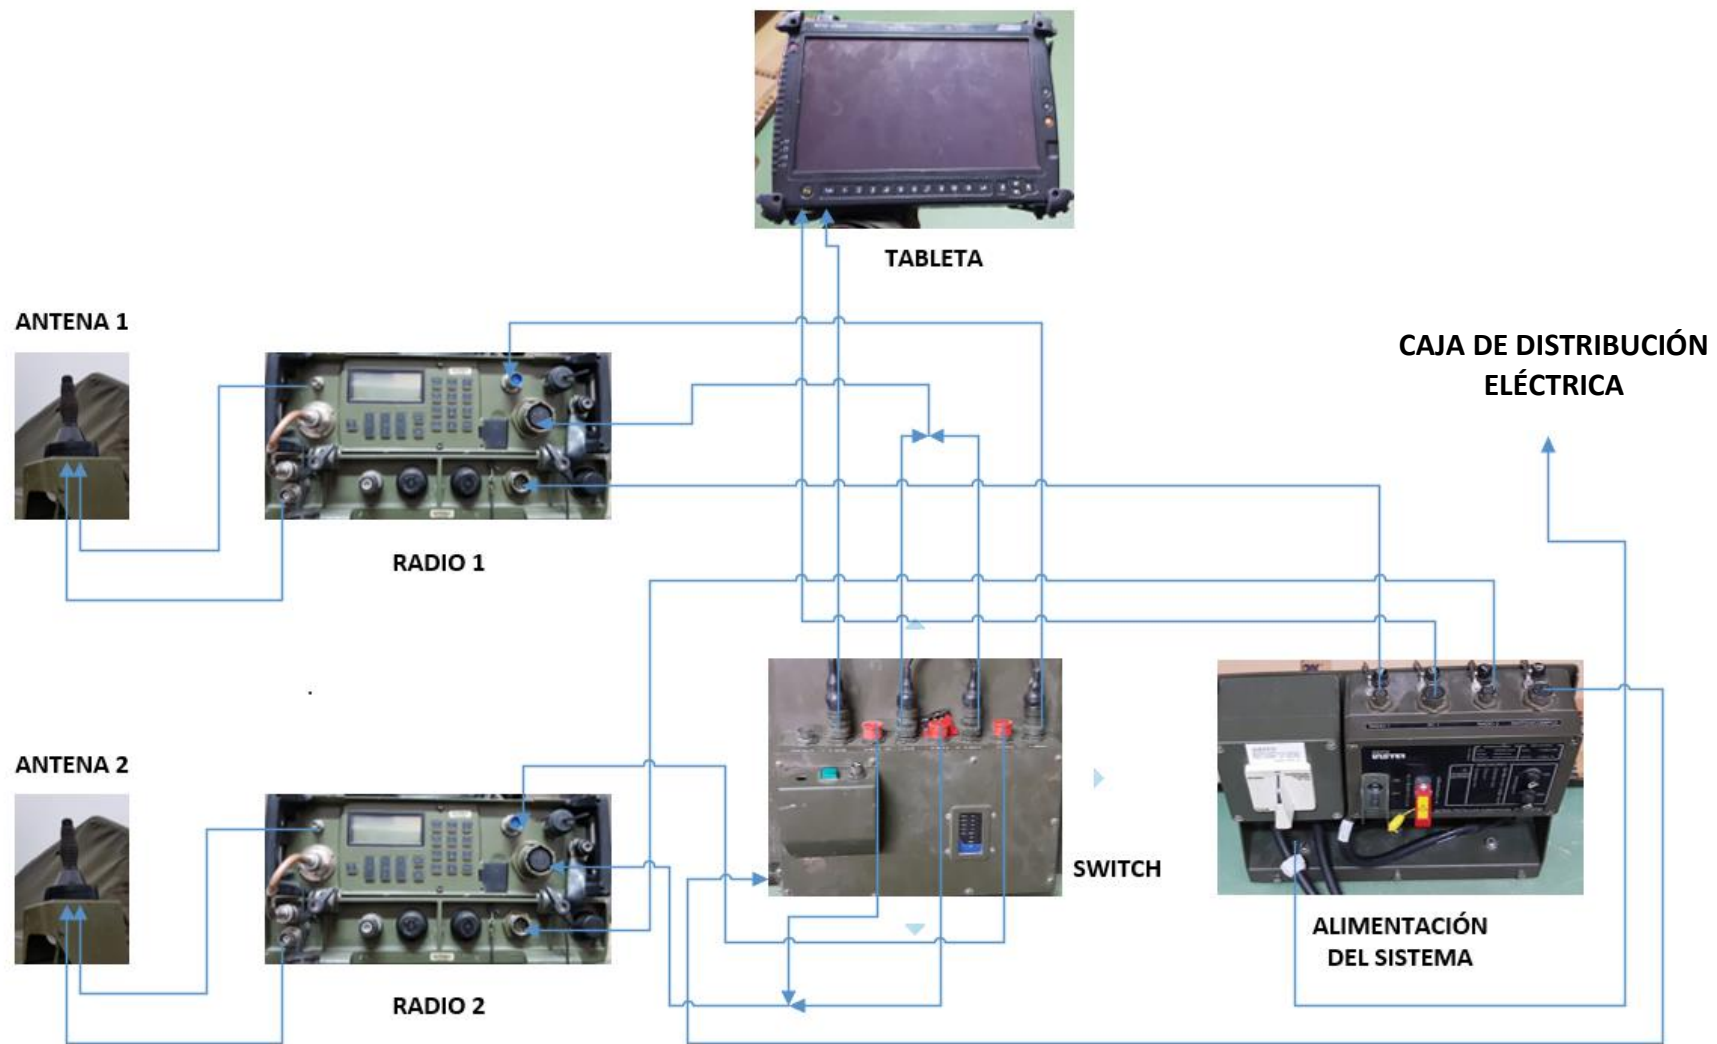 TABLETA
ANTENA 1
CAJA DE DISTRIBUCIÓN
ELÉCTRICA
RADIO 1
ANTENA 2
SWITCH
ALIMENTACIÓN
DEL SISTEMA
RADIO 2